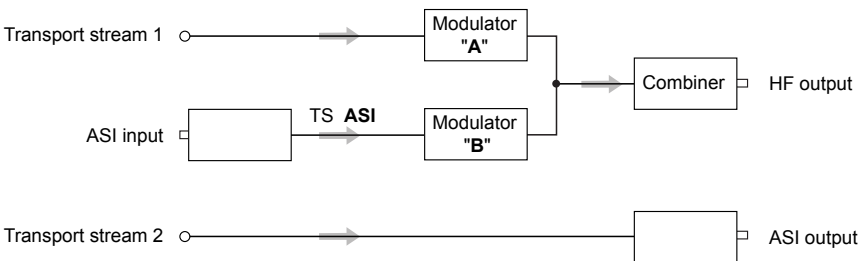 Transport stream 1
Modulator
"A"
Combiner
HF output
ASI input
TS ASI
Modulator
"B"
Transport stream 2
ASI output